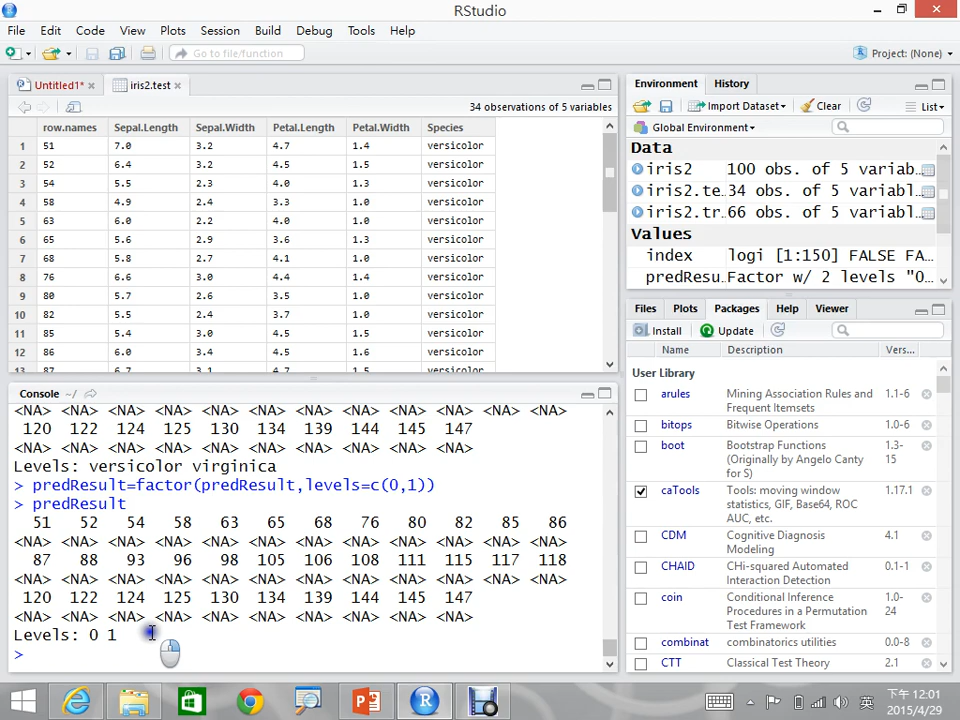 RStudio
File Edit Code View Plots Session Build Debug Tools Help
Go to file/function
Project: (None)
Untitled1* iris2.test
34 observations of 5 variables
row.names Sepal.Length Sepal.Width Petal.Length Petal.Width Species
1 51 7.0 3.2 4.7 1.4 versicolor
2 52 6.4 3.2 4.5 1.5 versicolor
3 54 5.5 2.3 4.0 1.3 versicolor
4 58 4.9 2.4 3.3 1.0 versicolor
5 63 6.0 2.2 4.0 1.0 versicolor
6 65 5.6 2.9 3.6 1.3 versicolor
7 68 5.8 2.7 4.1 1.0 versicolor
8 76 6.6 3.0 4.4 1.4 versicolor
9 80 5.7 2.6 3.5 1.0 versicolor
10 82 5.5 2.4 3.7 1.0 versicolor
11 85 5.4 3.0 4.5 1.5 versicolor
12 86 6.0 3.4 4.5 1.6 versicolor
13 87 6.7 3.1 4.7 1.5 versicolor
Console ~/
<NA> <NA> <NA> <NA> <NA> <NA> <NA> <NA> <NA> <NA> <NA> <NA>
120 122 124 125 130 134 139 144 145 147
<NA> <NA> <NA> <NA> <NA> <NA> <NA> <NA> <NA> <NA>
Levels: versicolor virginica
> predResult=factor(predResult,levels=c(0,1))
> predResult
51 52 54 58 63 65 68 76 80 82 85 86
<NA> <NA> <NA> <NA> <NA> <NA> <NA> <NA> <NA> <NA> <NA> <NA>
87 88 93 96 98 105 106 108 111 115 117 118
<NA> <NA> <NA> <NA> <NA> <NA> <NA> <NA> <NA> <NA> <NA> <NA>
120 122 124 125 130 134 139 144 145 147
<NA> <NA> <NA> <NA> <NA> <NA> <NA> <NA> <NA> <NA>
Levels: 0 1
>
Environment History
Import Dataset Clear List
Global Environment
Data
iris2 100 obs. of 5 variab…
iris2.te… 34 obs. of 5 variabl…
iris2.tr… 66 obs. of 5 variabl…
Values
index logi [1:150] FALSE FA…
predResu… Factor w/ 2 levels "0…
Files Plots Packages Help Viewer
Install Update
Name Description Vers…
User Library
arules Mining Association Rules and Frequent Itemsets 1.1-6
bitops Bitwise Operations 1.0-6
boot Bootstrap Functions (Originally by Angelo Canty for S) 1.3-15
caTools Tools: moving window statistics, GIF, Base64, ROC AUC, etc. 1.17.1
CDM Cognitive Diagnosis Modeling 4.1
CHAID CHi-squared Automated Interaction Detection 0.1-1
coin Conditional Inference Procedures in a Permutation Test Framework 1.0-24
combinat combinatorics utilities 0.0-8
CTT Classical Test Theory 2.1
英
下午 12:01
2015/4/29